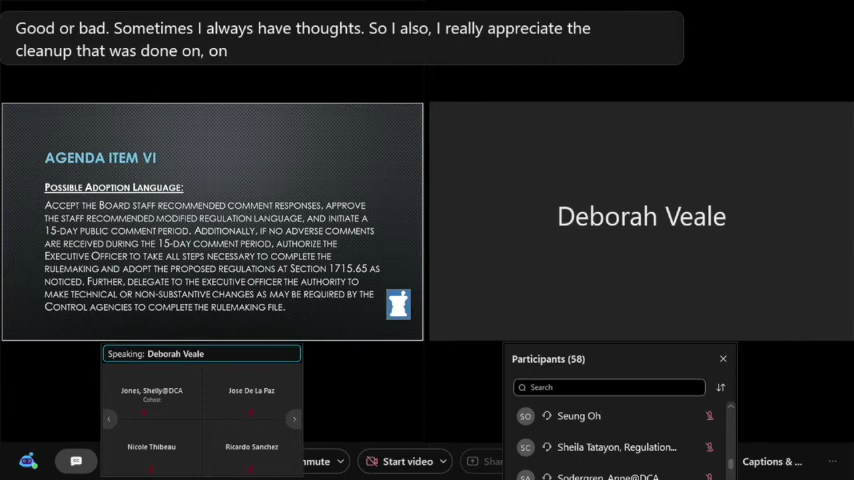 Good or bad. Sometimes I always have thoughts. So I also, I really appreciate the
cleanup that was done on, on
AGENDA ITEM VI
POSSIBLE ADOPTION LANGUAGE:
ACCEPT THE BOARD STAFF RECOMMENDED COMMENT RESPONSES, APPROVE
THE STAFF RECOMMENDED MODIFIED REGULATION LANGUAGE, AND INITIATE A
15-DAY PUBLIC COMMENT PERIOD. ADDITIONALLY, IF NO ADVERSE COMMENTS
ARE RECEIVED DURING THE 15-DAY COMMENT PERIOD, AUTHORIZE THE
EXECUTIVE OFFICER TO TAKE ALL STEPS NECESSARY TO COMPLETE THE
RULEMAKING AND ADOPT THE PROPOSED REGULATIONS AT SECTION 1715.65 AS
NOTICED. FURTHER, DELEGATE TO THE EXECUTIVE OFFICER THE AUTHORITY TO
MAKE TECHNICAL OR NON-SUBSTANTIVE CHANGES AS MAY BE REQUIRED BY THE
CONTROL AGENCIES TO COMPLETE THE RULEMAKING FILE.
Deborah Veale
Speaking: Deborah Veale
Jones, Shelly@DCA
Cohost
Jose De La Paz
Nicole Thibeau
Ricardo Sanchez
Participants (58)
Search
SO Seung Oh
SC Sheila Tatayon, Regulation...
SA Sodergren, Anne@DCA
mute
Start video
Shar
Captions & ...